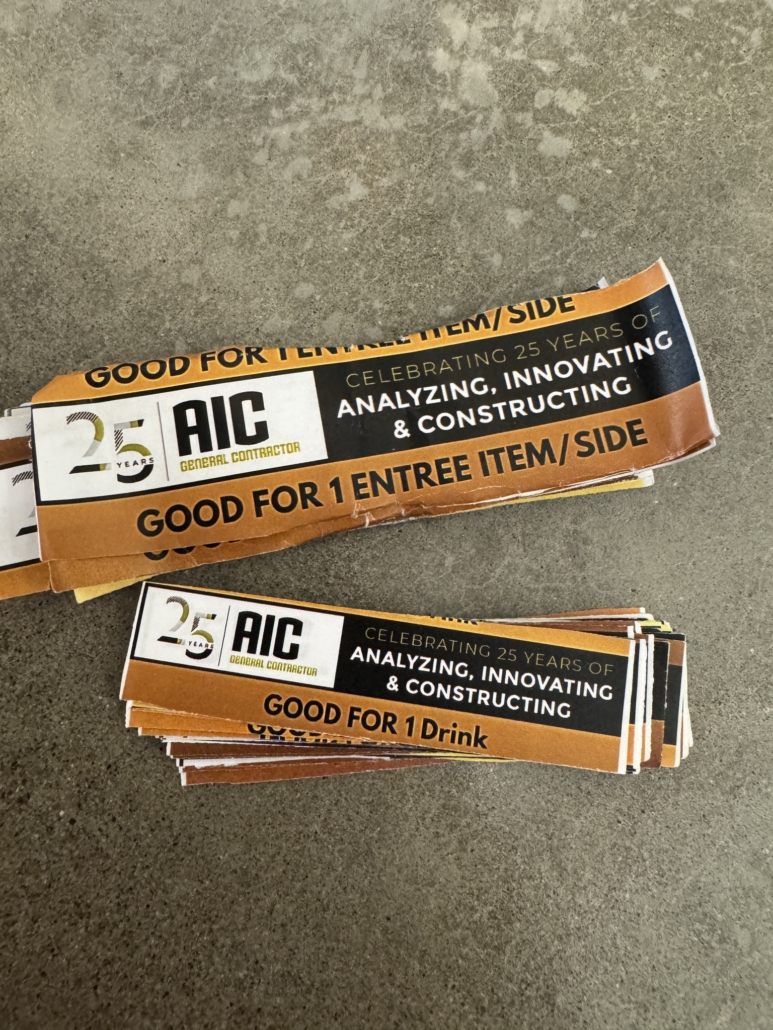 GOOD FOR 1 ENTREE ITEM/SIDE
25 YEARS
AIC
GENERAL CONTRACTOR
CELEBRATING 25 YEARS OF
ANALYZING, INNOVATING
& CONSTRUCTING
GOOD FOR 1 ENTREE ITEM/SIDE
25 YEARS
AIC
GENERAL CONTRACTOR
CELEBRATING 25 YEARS OF
ANALYZING, INNOVATING
& CONSTRUCTING
GOOD FOR 1 Drink